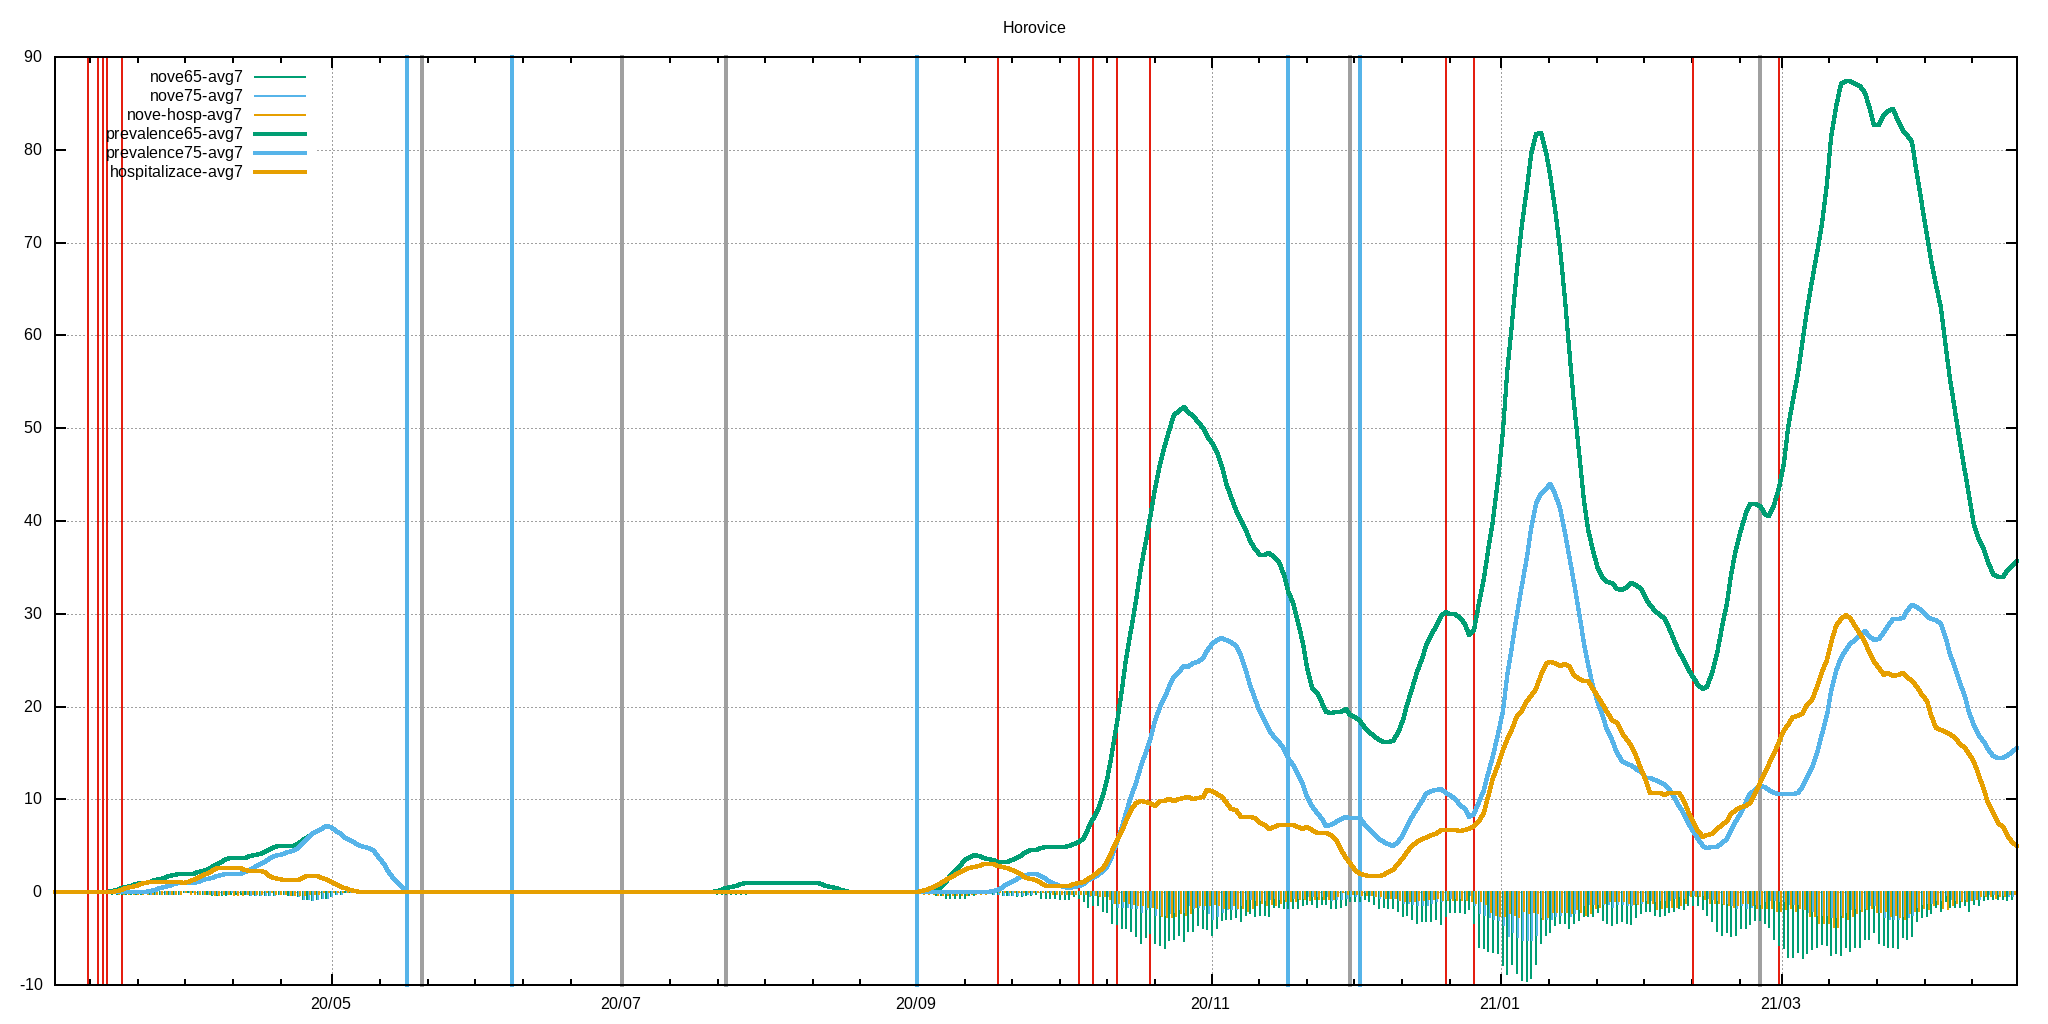 Horovice
90
80
70
60
50
40
30
20
10
0
-10
nove65-avg7
nove75-avg7
nove-hosp-avg7
prevalence65-avg7
prevalence75-avg7
hospitalizace-avg7
20/05 20/07 20/09 20/11 21/01 21/03